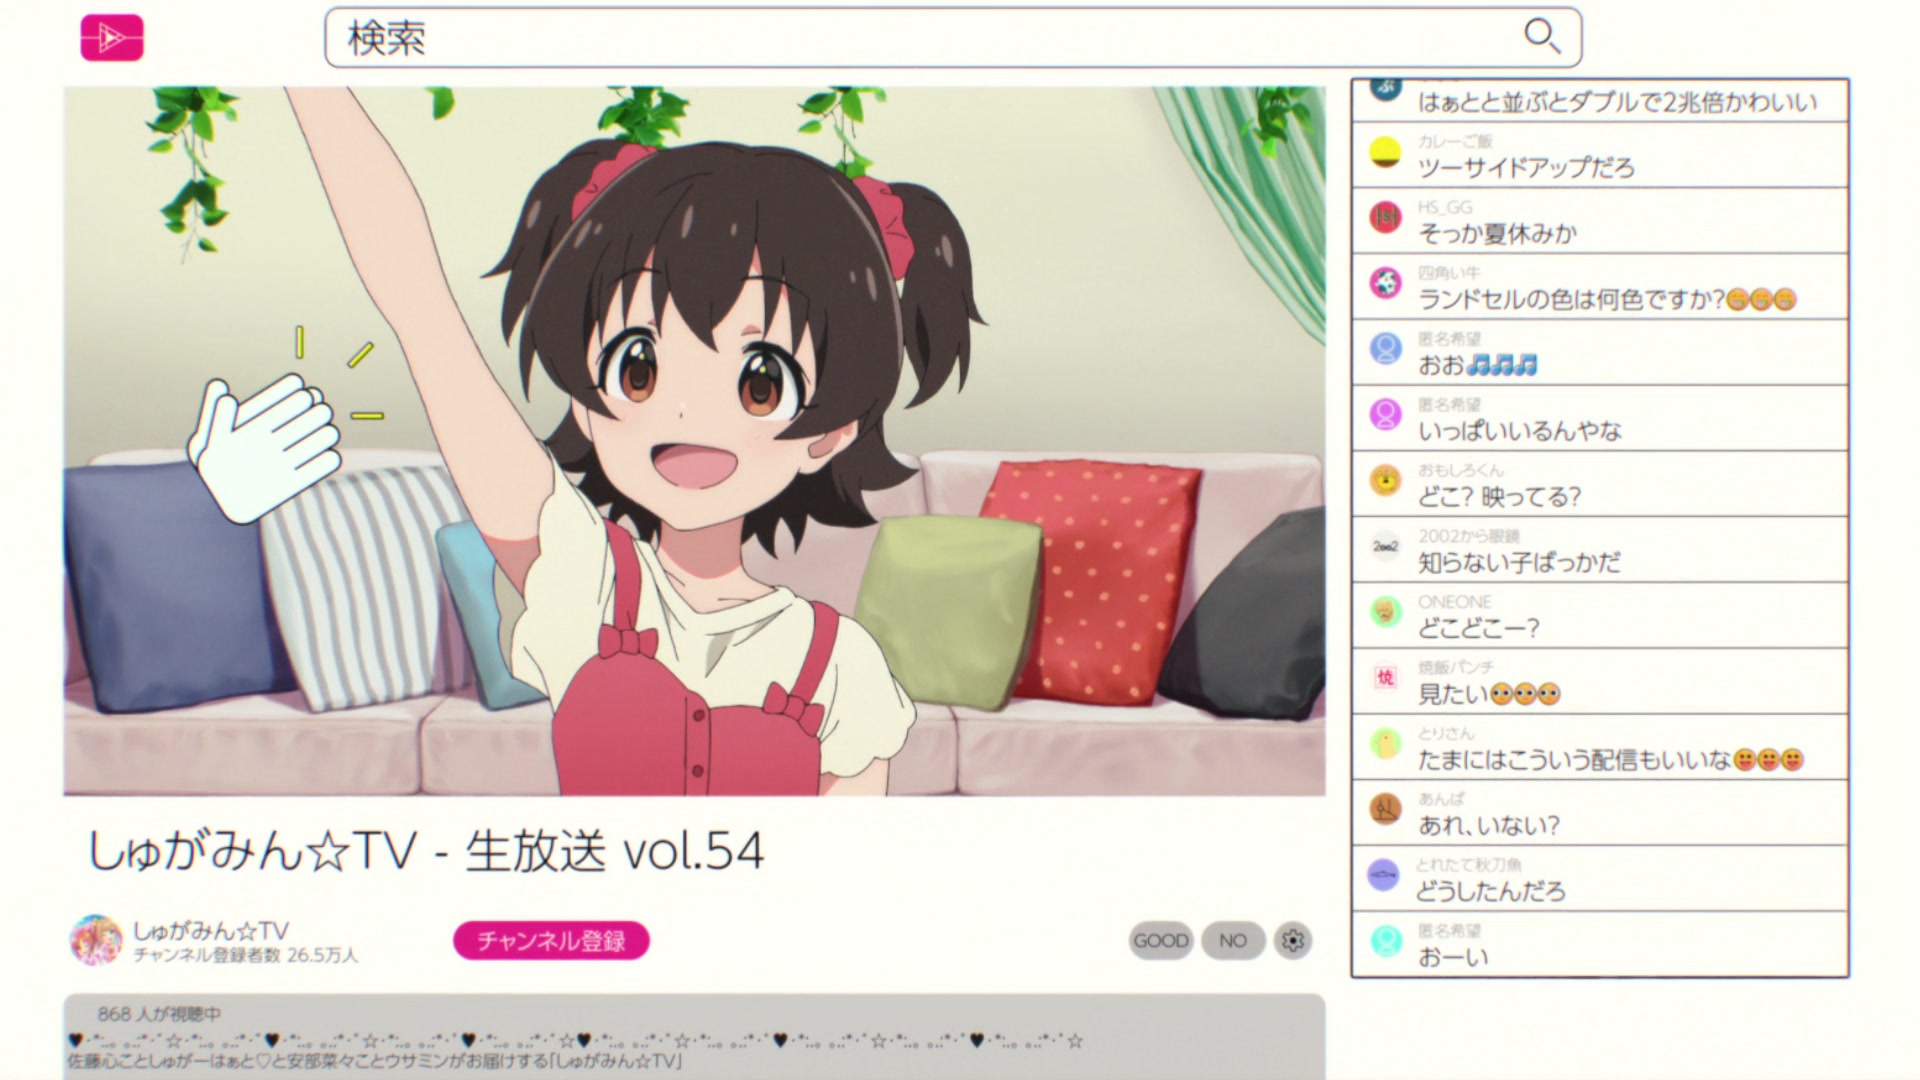 検索
しゅがみん☆TV - 生放送 vol.54
しゅがみん☆TV
チャンネル登録者数 26.5万人
チャンネル登録
GOOD
NO
868 人が視聴中
佐藤心ことしゅがーはぁと♡と安部菜々ことウサミンがお届けする「しゅがみん☆TV」
ぶ
はぁとと並ぶとダブルで2兆倍かわいい
カレーご飯
ツーサイドアップだろ
HS_GG
そっか夏休みか
四角い牛
ランドセルの色は何色ですか?😁😁😁
匿名希望
おお🎵🎵🎵
匿名希望
いっぱいいるんやな
おもしろくん
どこ? 映ってる?
2002から眼鏡
知らない子ばっかだ
ONEONE
どこどこー?
焼
焼飯パンチ
見たい👀👀👀
とりさん
たまにはこういう配信もいいな😍😍😍
あんぱ
あれ、いない?
とれたて秋刀魚
どうしたんだろ
匿名希望
おーい